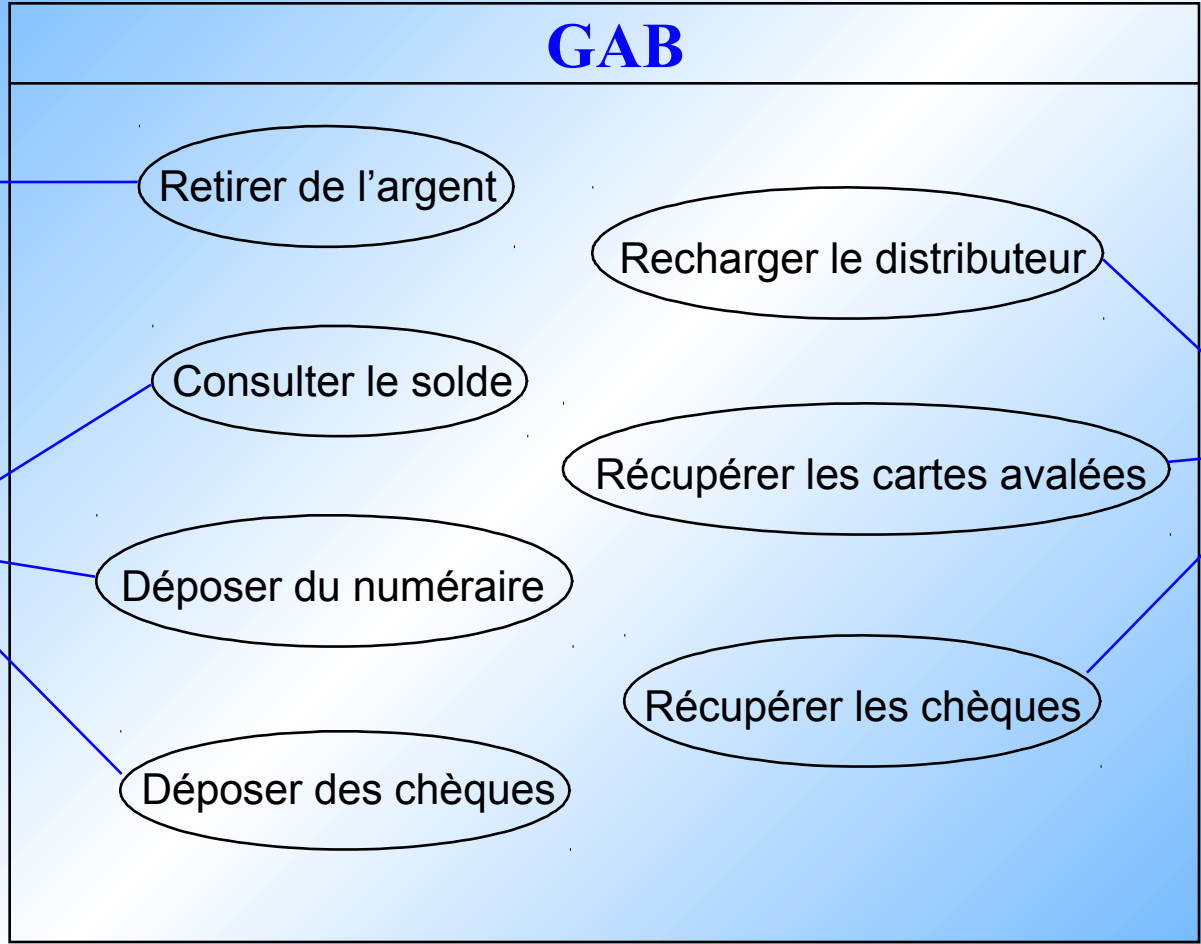 GAB
Retirer de l’argent
Recharger le distributeur
Consulter le solde
Récupérer les cartes avalées
Déposer du numéraire
Récupérer les chèques
Déposer des chèques